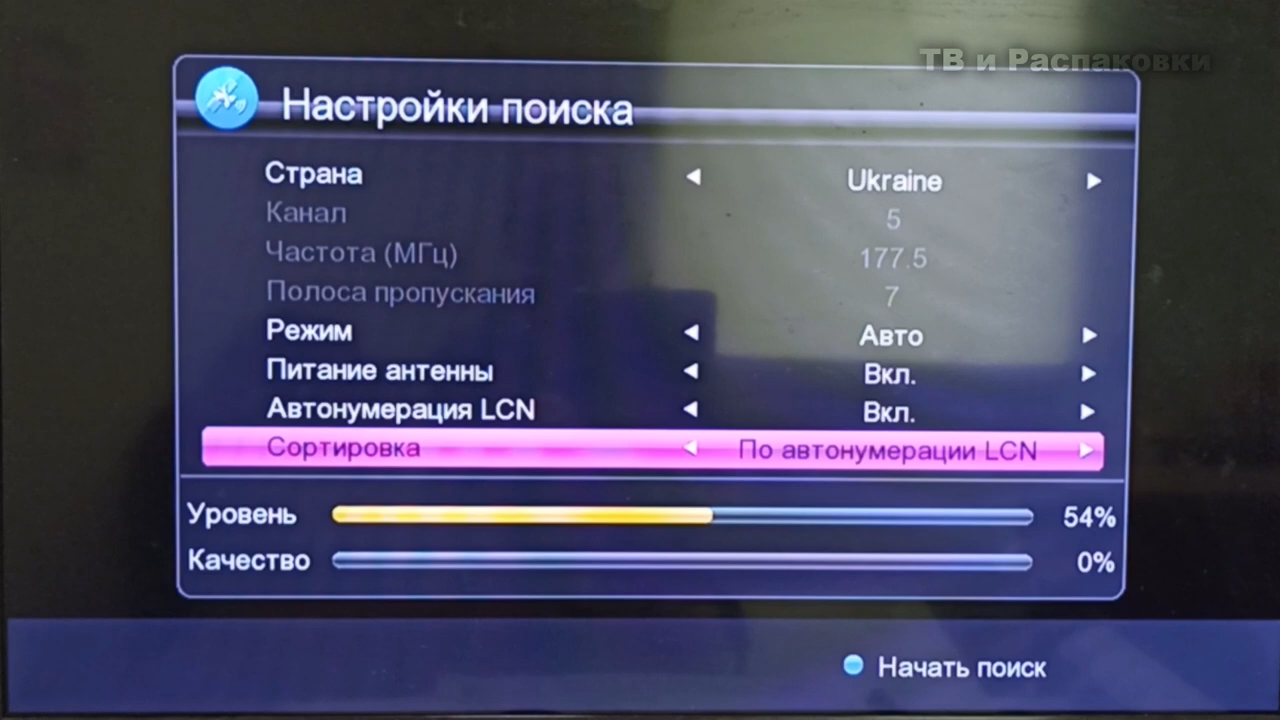 ТВ и Распаковки
Настройки поиска
Страна Ukraine
Канал 5
Частота (МГц) 177.5
Полоса пропускания 7
Режим Авто
Питание антенны Вкл.
Автонумерация LCN Вкл.
Сортировка По автонумерации LCN
Уровень 54%
Качество 0%
Начать поиск